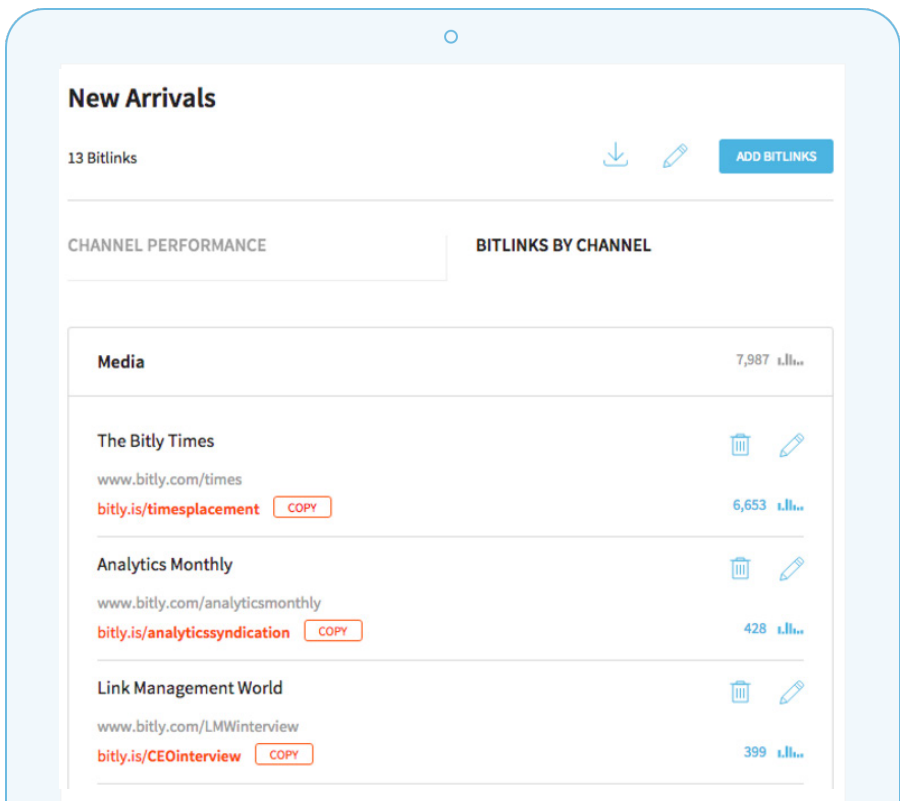 New Arrivals
13 Bitlinks
ADD BITLINKS
CHANNEL PERFORMANCE
BITLINKS BY CHANNEL
Media
7,987
The Bitly Times
www.bitly.com/times
bitly.is/timesplacement COPY
6,653
Analytics Monthly
www.bitly.com/analyticsmonthly
bitly.is/analyticssyndication COPY
428
Link Management World
www.bitly.com/LMWinterview
bitly.is/CEOinterview COPY
399